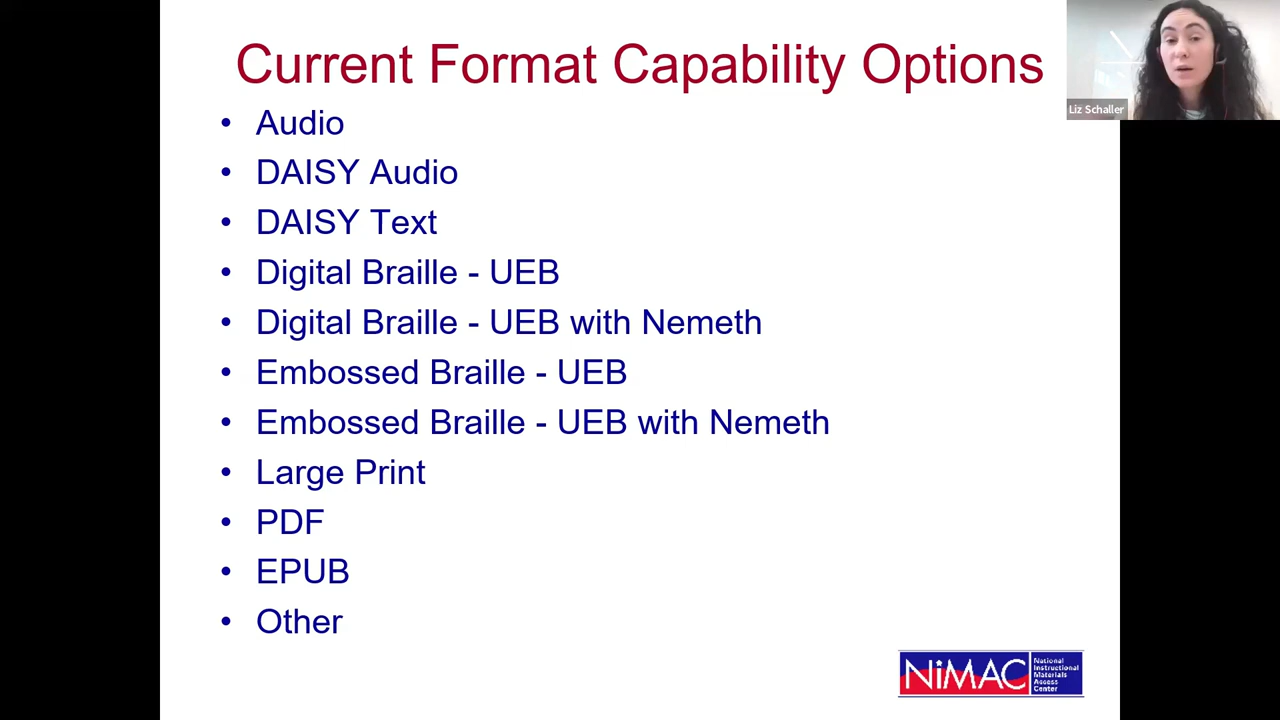 Current Format Capability Options
Liz Schaller
• Audio
• DAISY Audio
• DAISY Text
• Digital Braille - UEB
• Digital Braille - UEB with Nemeth
• Embossed Braille - UEB
• Embossed Braille - UEB with Nemeth
• Large Print
• PDF
• EPUB
• Other
NiMAC
National
Instructional
Materials
Access
Center